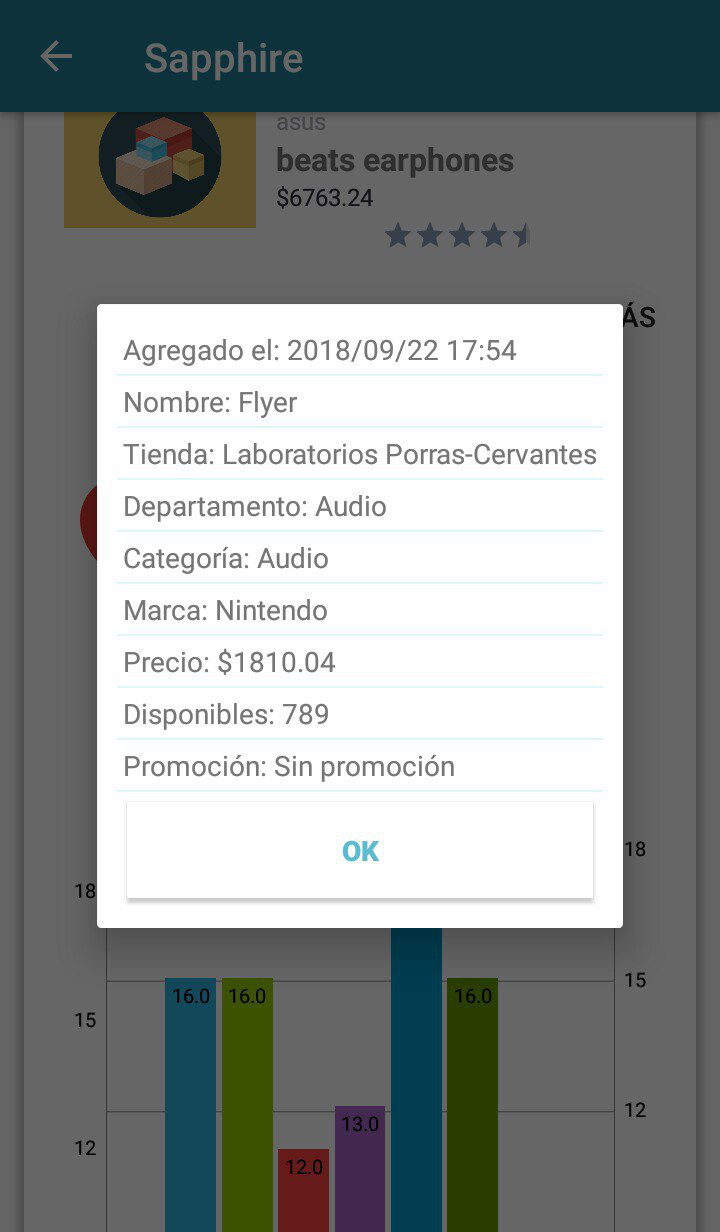 Sapphire
asus
beats earphones
$6763.24
ÁS
Agregado el: 2018/09/22 17:54
Nombre: Flyer
Tienda: Laboratorios Porras-Cervantes
Departamento: Audio
Categoría: Audio
Marca: Nintendo
Precio: $1810.04
Disponibles: 789
Promoción: Sin promoción
OK
18
18
16.0 16.0 16.0
15
15
13.0
12
12
12.0